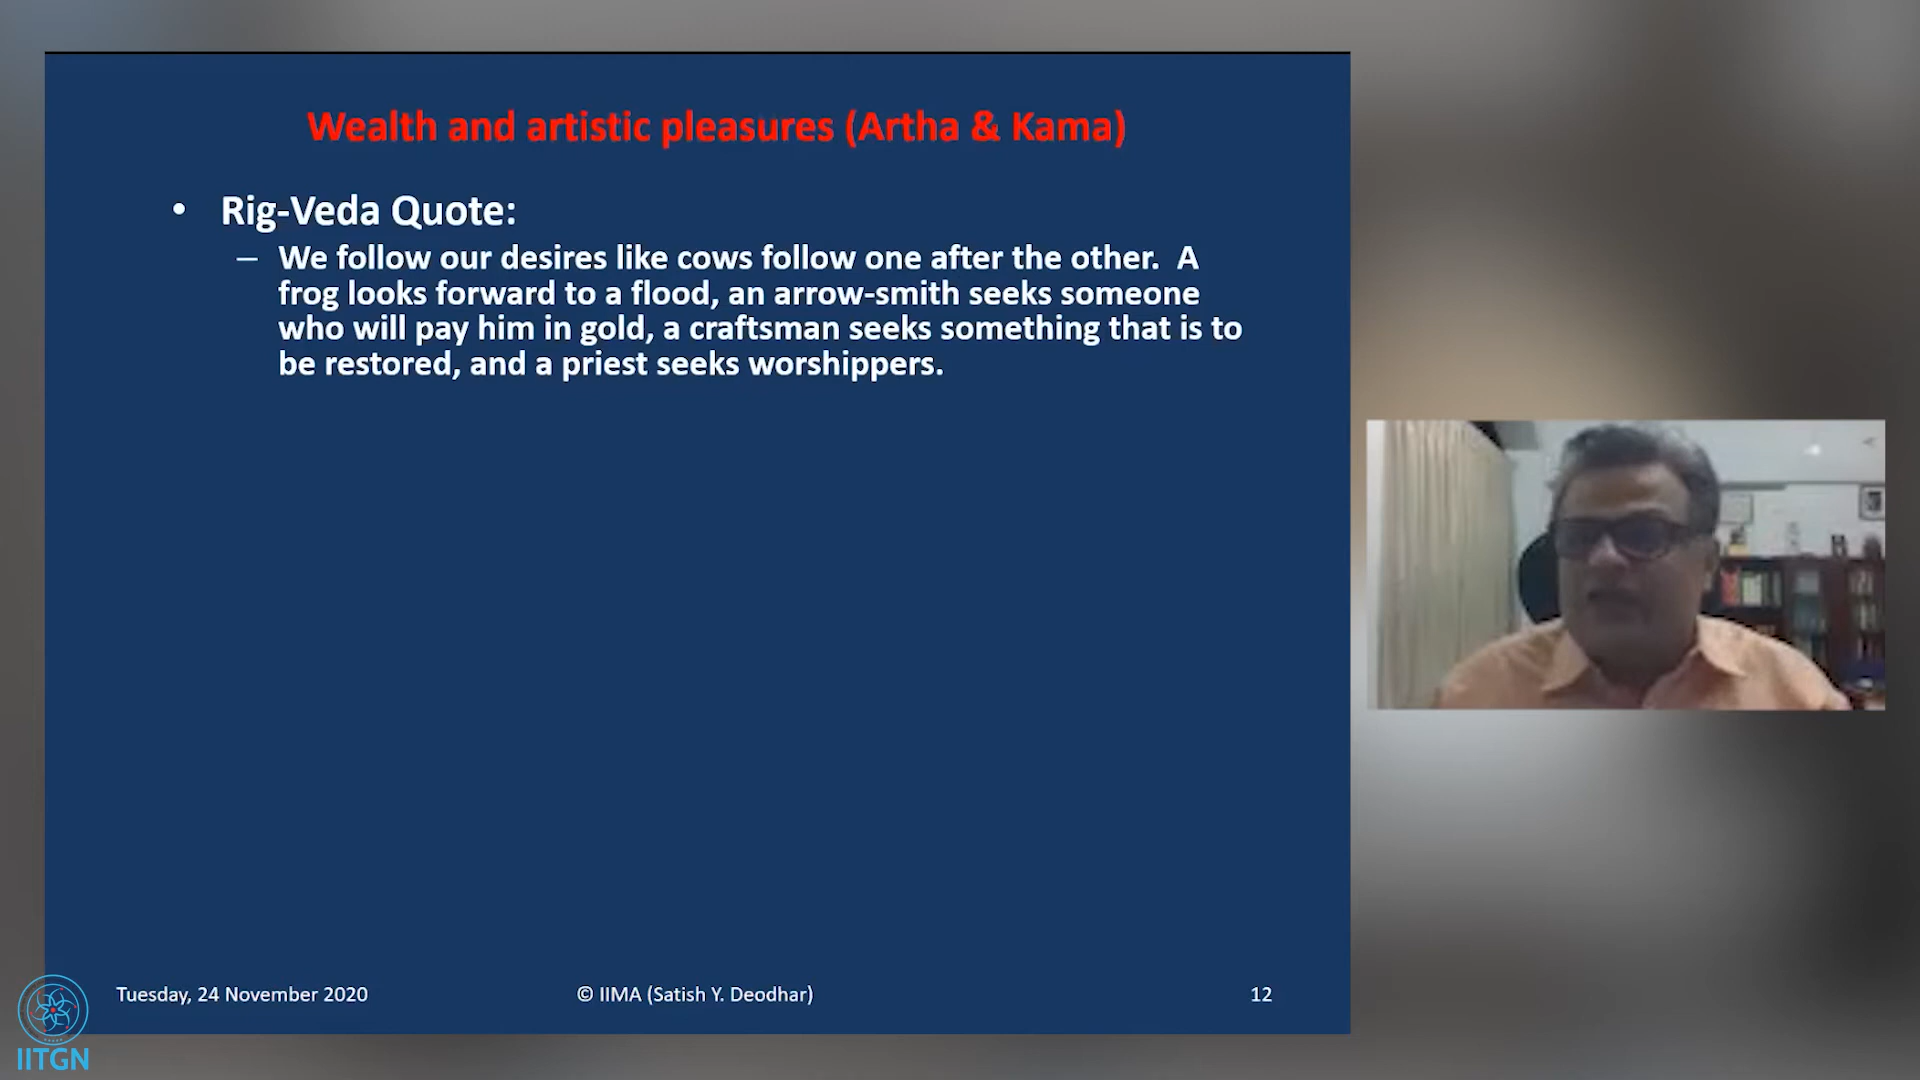 Wealth and artistic pleasures (Artha & Kama)
• Rig-Veda Quote:
– We follow our desires like cows follow one after the other. A
frog looks forward to a flood, an arrow-smith seeks someone
who will pay him in gold, a craftsman seeks something that is to
be restored, and a priest seeks worshippers.
Tuesday, 24 November 2020
© IIMA (Satish Y. Deodhar)
12
IITGN